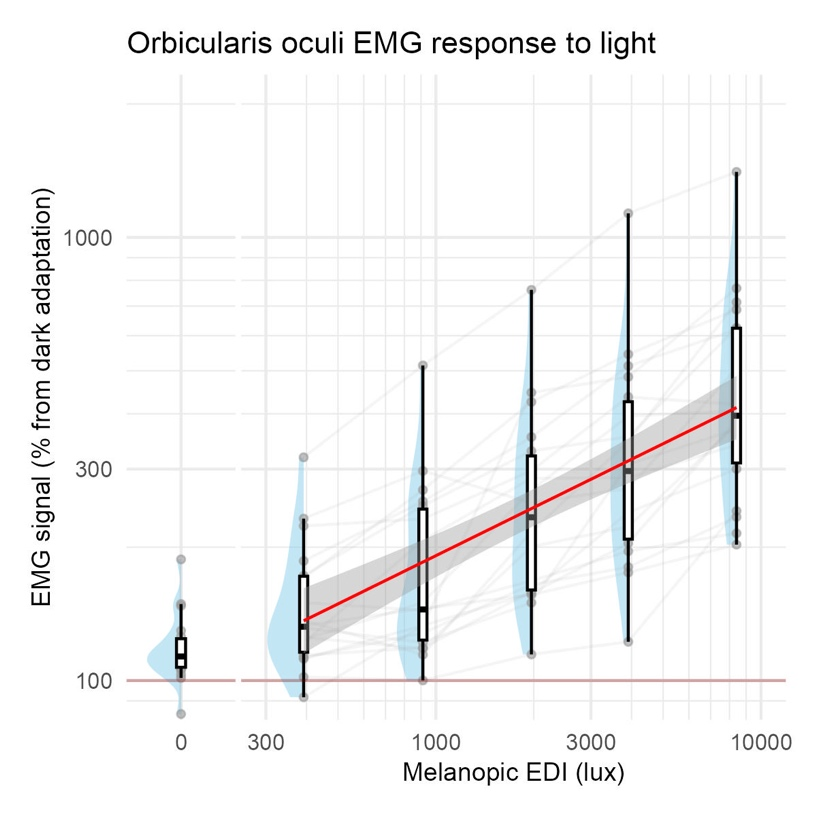 Orbicularis oculi EMG response to light
EMG signal (% from dark adaptation)
1000
300
100
0 300 1000 3000 10000
Melanopic EDI (lux)